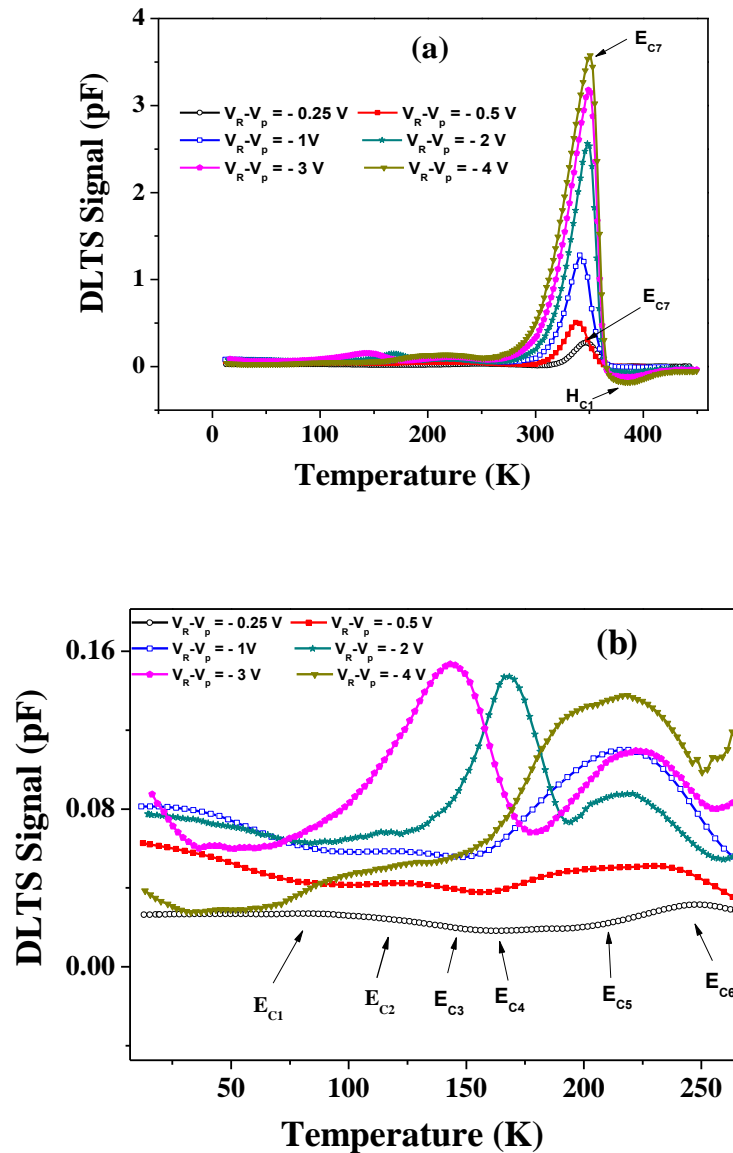 (a)
E_C7
V_R-V_p = - 0.25 V V_R-V_p = - 0.5 V
V_R-V_p = - 1V V_R-V_p = - 2 V
V_R-V_p = - 3 V V_R-V_p = - 4 V
E_C7
H_C1
4
3
2
1
0
0 100 200 300 400
DLTS Signal (pF)
Temperature (K)
V_R-V_p = - 0.25 V V_R-V_p = - 0.5 V
(b)
V_R-V_p = - 1V V_R-V_p = - 2 V
V_R-V_p = - 3 V V_R-V_p = - 4 V
0.16
0.08
0.00
E_C1 E_C2 E_C3 E_C4 E_C5 E_C6
50 100 150 200 250
DLTS Signal (pF)
Temperature (K)